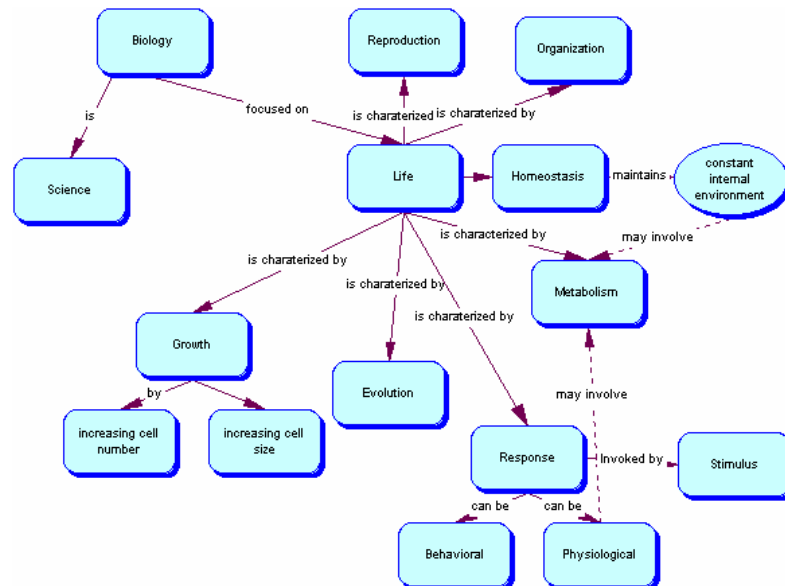 Biology
Reproduction
Organization
is charaterized
is charaterized by
focused on
is
Science
Life
Homeostasis
maintains
constant
internal
environment
is charaterized by
is characterized by
may involve
is charaterized by
is charaterized by
Metabolism
Growth
Evolution
by
may involve
increasing cell
number
increasing cell
size
Response
Invoked by
Stimulus
can be
can be
Behavioral
Physiological